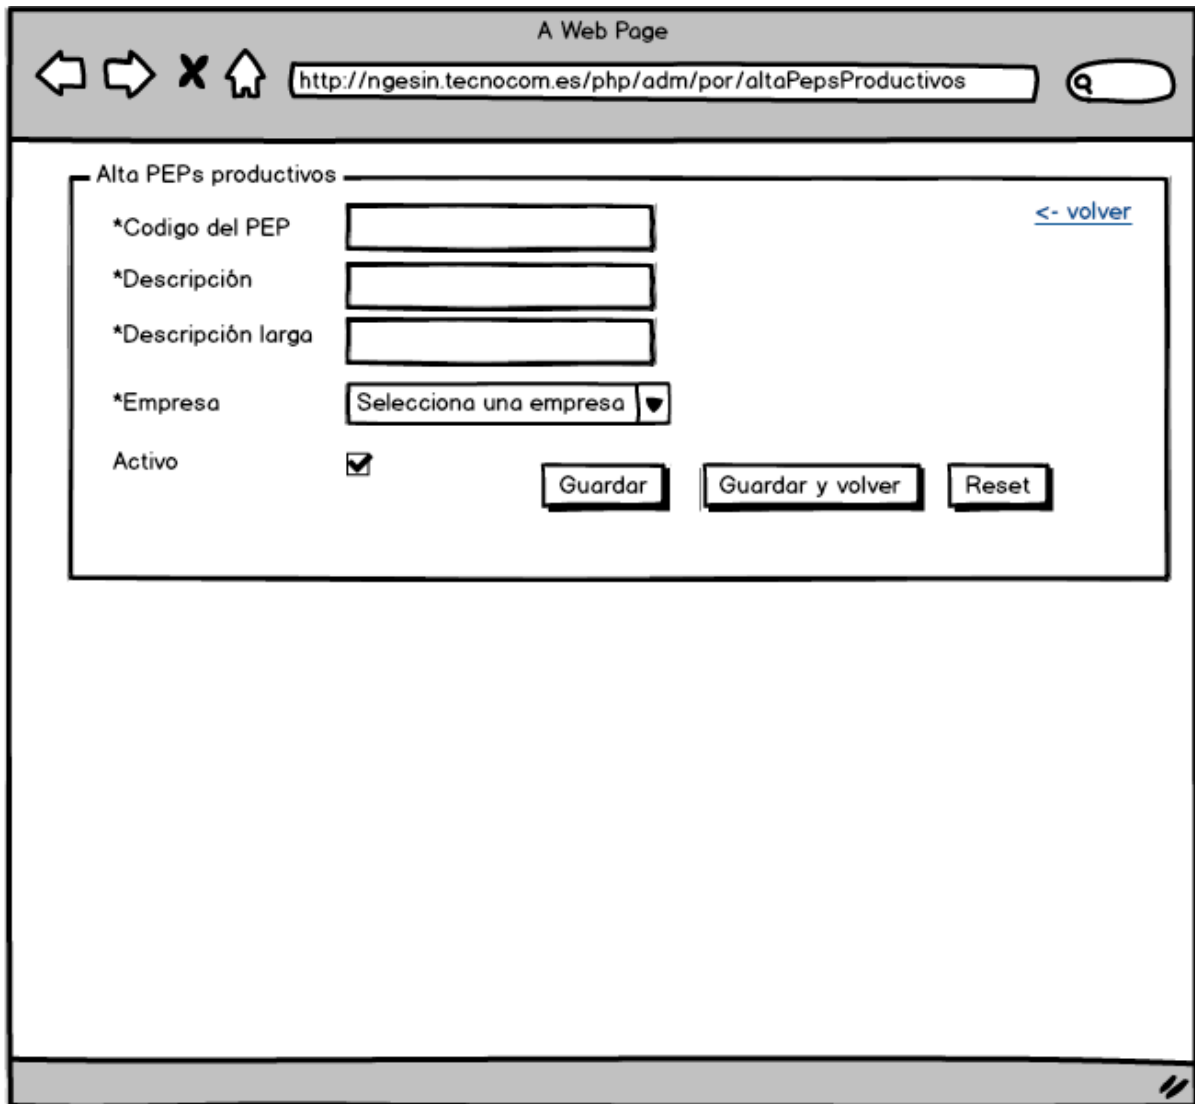 A Web Page
http://ngesin.tecnocom.es/php/adm/por/altaPepsProductivos
Alta PEPs productivos
<- volver
*Codigo del PEP
*Descripción
*Descripción larga
*Empresa
Selecciona una empresa
Activo
Guardar
Guardar y volver
Reset